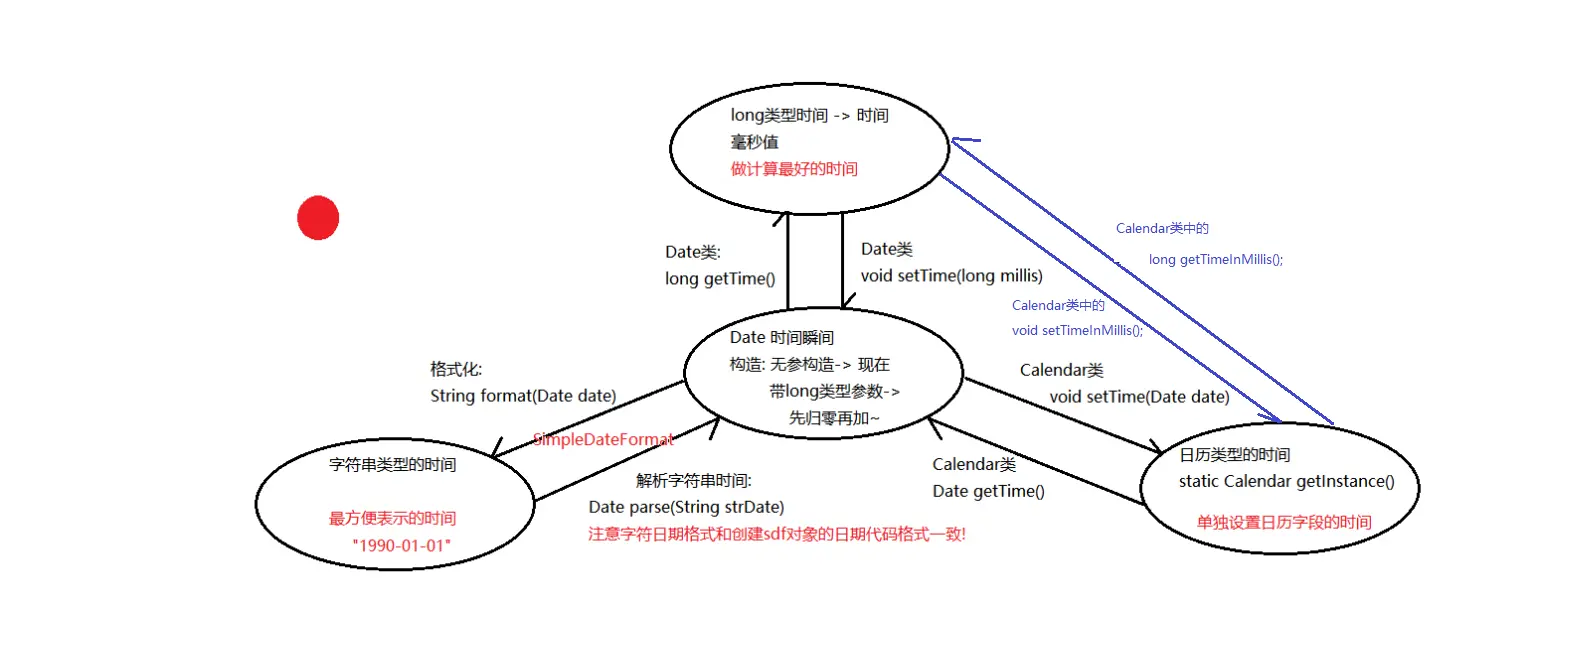 long类型时间 -> 时间
毫秒值
做计算最好的时间
Calendar类中的
long getTimeInMillis();
Date类:
long getTime()
Date类
void setTime(long millis)
Calendar类中的
void setTimeInMillis();
Date 时间瞬间
构造: 无参构造-> 现在
带long类型参数->
先归零再加~
格式化:
String format(Date date)
Calendar类
void setTime(Date date)
SimpleDateFormat
字符串类型的时间
最方便表示的时间
"1990-01-01"
解析字符串时间:
Date parse(String strDate)
注意字符日期格式和创建sdf对象的日期代码格式一致!
Calendar类
Date getTime()
日历类型的时间
static Calendar getInstance()
单独设置日历字段的时间